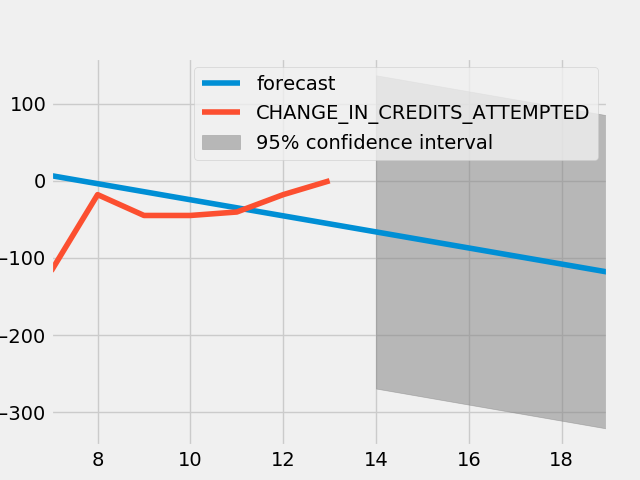 forecast
CHANGE_IN_CREDITS_ATTEMPTED
95% confidence interval
100
0
−100
−200
−300
8 10 12 14 16 18